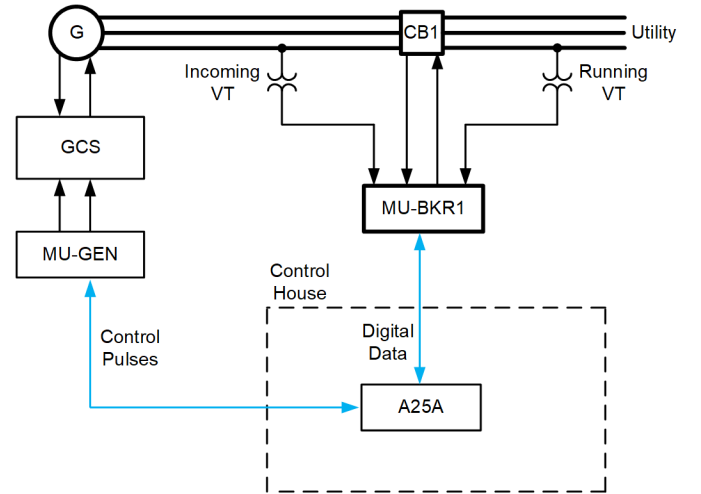 G
CB1
Utility
Incoming
VT
Running
VT
GCS
MU-BKR1
MU-GEN
Control
House
Control
Pulses
Digital
Data
A25A